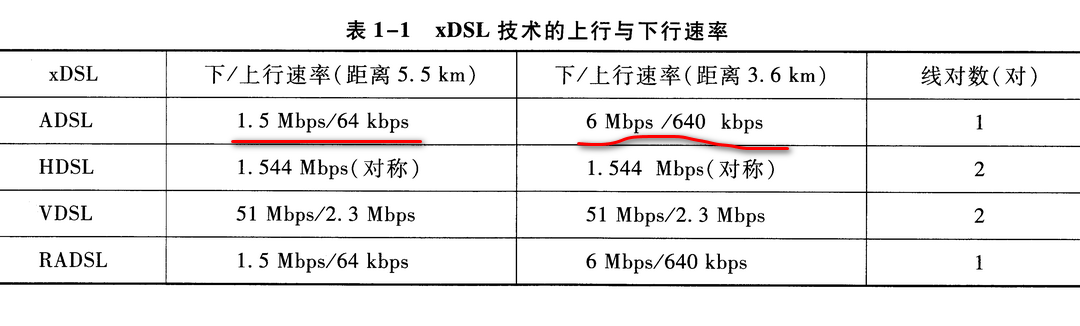 表 1-1 xDSL 技术的上行与下行速率
xDSL 下/上行速率(距离 5.5 km) 下/上行速率(距离 3.6 km) 线对数(对)
ADSL 1.5 Mbps/64 kbps 6 Mbps /640 kbps 1
HDSL 1.544 Mbps(对称) 1.544 Mbps(对称) 2
VDSL 51 Mbps/2.3 Mbps 51 Mbps/2.3 Mbps 2
RADSL 1.5 Mbps/64 kbps 6 Mbps/640 kbps 1